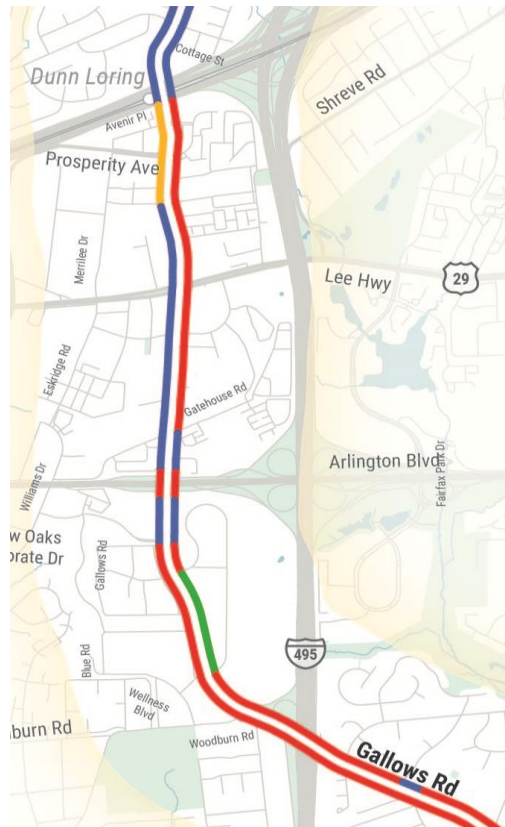 Cottage St
Dunn Loring
Shreve Rd
Avenir Pl
Prosperity Ave
Merrilee Dr
Lee Hwy
29
Eskridge Rd
Gatehouse Rd
Arlington Blvd
Fairfax Park Dr
Williams Dr
w Oaks
orate Dr
Gallows Rd
495
Blue Rd
Wellness
Blvd
lburn Rd
Woodburn Rd
Gallows Rd